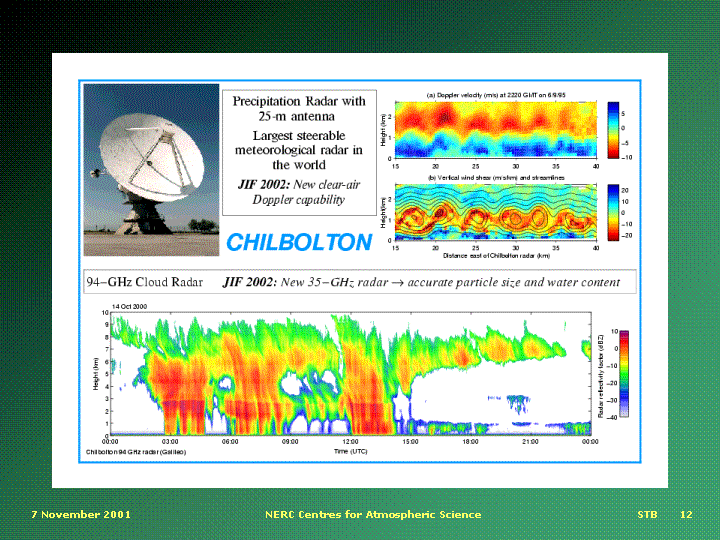 Precipitation Radar with
25-m antenna
Largest steerable
meteorological radar in
the world
JIF 2002: New clear-air
Doppler capability
CHILBOLTON
(a) Doppler velocity (m/s) at 2220 GMT on 6/9/95
Height (km)
2
1
0
15 20 25 30 35 40
5
0
−5
−10
(b) Vertical wind shear (m/s/km) and streamlines
Height (km)
2
1
0
15 20 25 30 35 40
Distance east of Chilbolton radar (km)
20
10
0
−10
−20
94−GHz Cloud Radar JIF 2002: New 35−GHz radar → accurate particle size and water content
14 Oct 2000
Height (km)
10
9
8
7
6
5
4
3
2
1
0
00:00 03:00 06:00 09:00 12:00 15:00 18:00 21:00 00:00
Chilbolton 94 GHz radar (Galileo) Time (UTC)
Radar reflectivity factor (dBZ)
10
0
−10
−20
−30
−40
7 November 2001 NERC Centres for Atmospheric Science STB 12